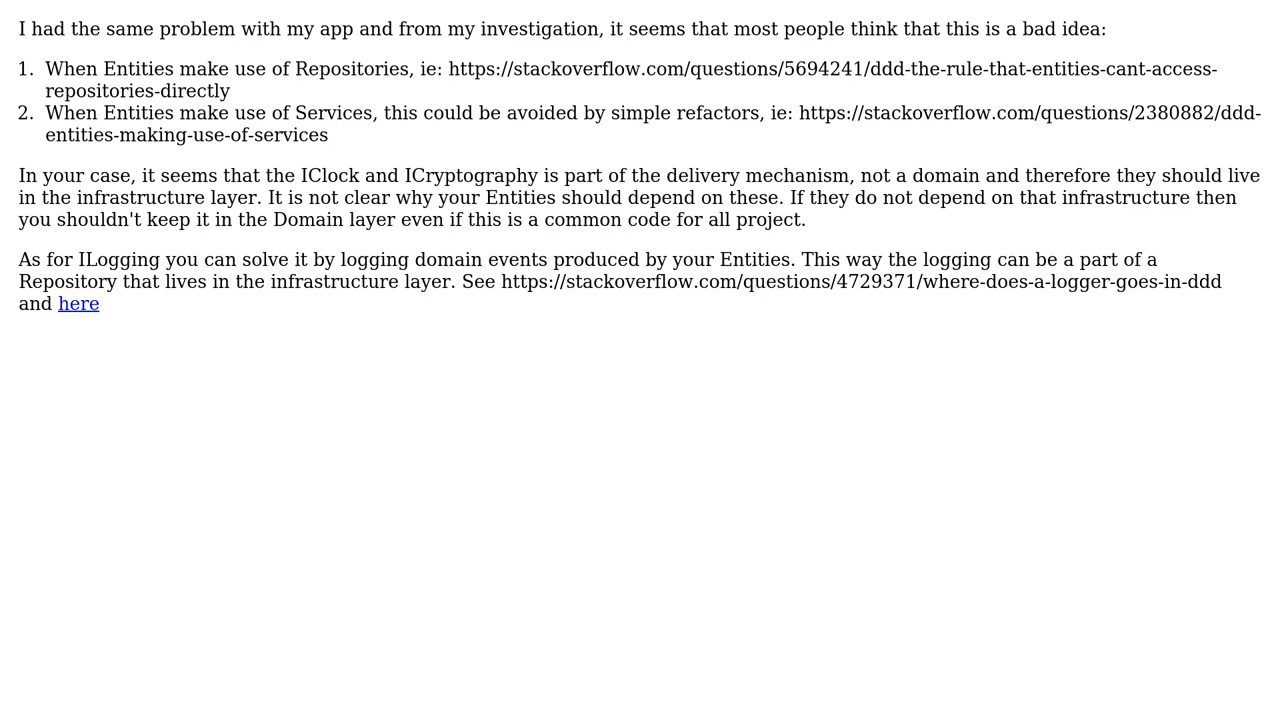 I had the same problem with my app and from my investigation, it seems that most people think that this is a bad idea:
1. When Entities make use of Repositories, ie: https://stackoverflow.com/questions/5694241/ddd-the-rule-that-entities-cant-access-
repositories-directly
2. When Entities make use of Services, this could be avoided by simple refactors, ie: https://stackoverflow.com/questions/2380882/ddd-
entities-making-use-of-services
In your case, it seems that the IClock and ICryptography is part of the delivery mechanism, not a domain and therefore they should live
in the infrastructure layer. It is not clear why your Entities should depend on these. If they do not depend on that infrastructure then
you shouldn't keep it in the Domain layer even if this is a common code for all project.
As for ILogging you can solve it by logging domain events produced by your Entities. This way the logging can be a part of a
Repository that lives in the infrastructure layer. See https://stackoverflow.com/questions/4729371/where-does-a-logger-goes-in-ddd
and here